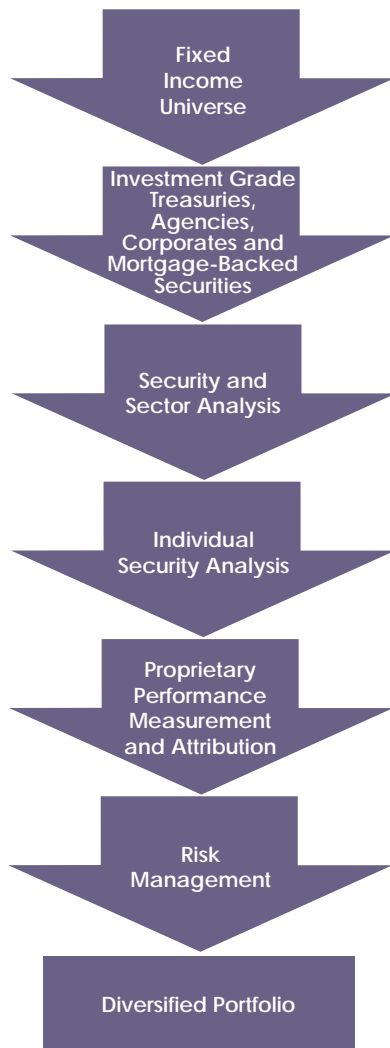 Fixed
Income
Universe
Investment Grade
Treasuries,
Agencies,
Corporates and
Mortgage-Backed
Securities
Security and
Sector Analysis
Individual
Security Analysis
Proprietary
Performance
Measurement
and Attribution
Risk
Management
Diversified Portfolio